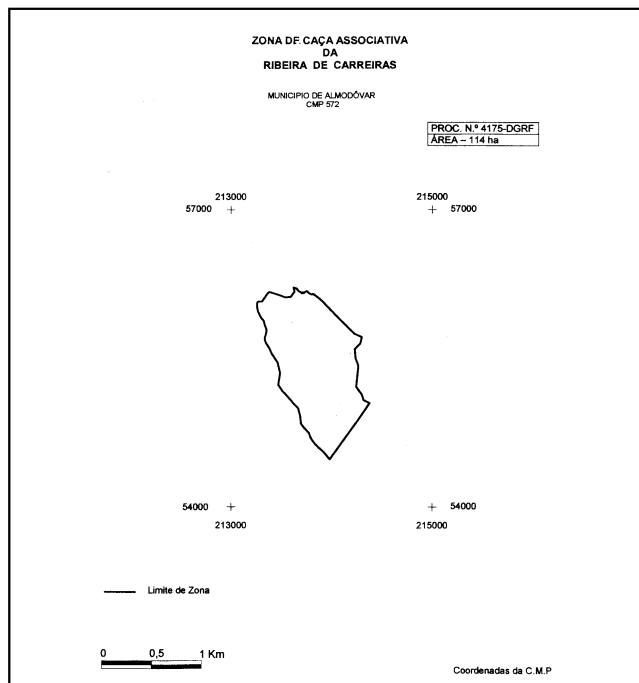 ZONA DE CAÇA ASSOCIATIVA
DA
RIBEIRA DE CARREIRAS
MUNICIPIO DE ALMODÔVAR
CMP 572
PROC. N.º 4175-DGRF
ÁREA – 114 ha
213000 215000
57000 57000
54000 54000
213000 215000
Limite de Zona
0 0,5 1 Km
Coordenadas da C.M.P